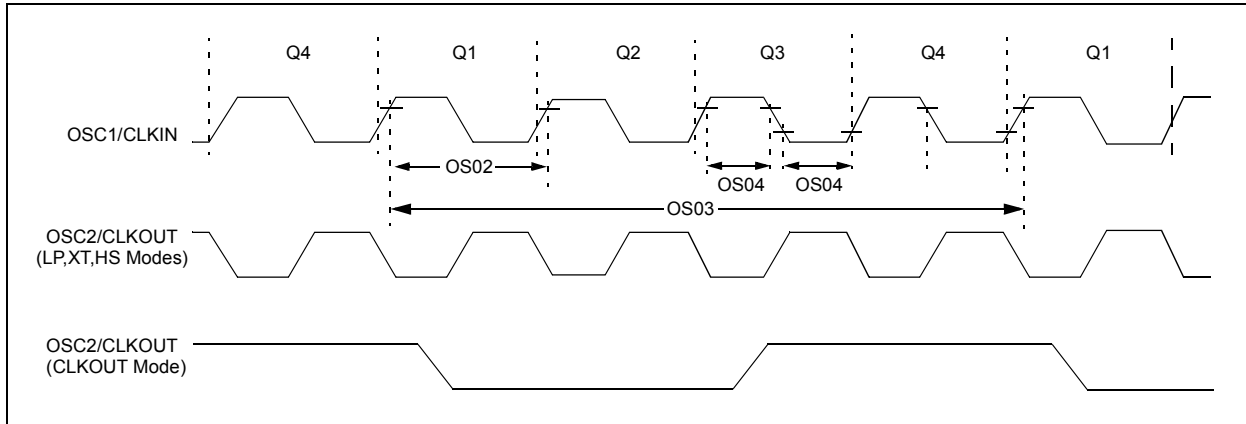 Q4 Q1 Q2 Q3 Q4 Q1
OSC1/CLKIN
OS02
OS04 OS04
OS03
OSC2/CLKOUT
(LP,XT,HS Modes)
OSC2/CLKOUT
(CLKOUT Mode)